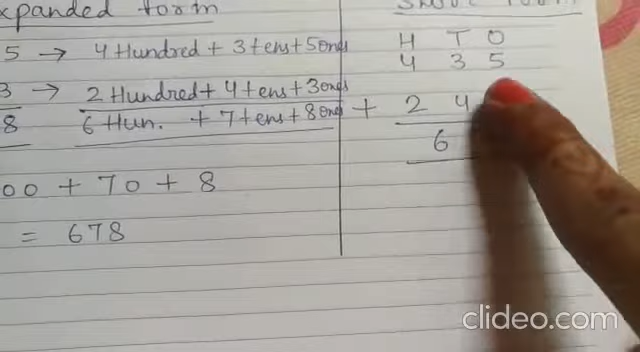 xpanded form
5 → 4 Hundred + 3 tens + 5 ones
3 → 2 Hundred + 4 tens + 3 ones
8 6 Hun. + 7 tens + 8 ones
00 + 70 + 8
= 678
H T O
4 3 5
+ 2 4
6
clideo.com